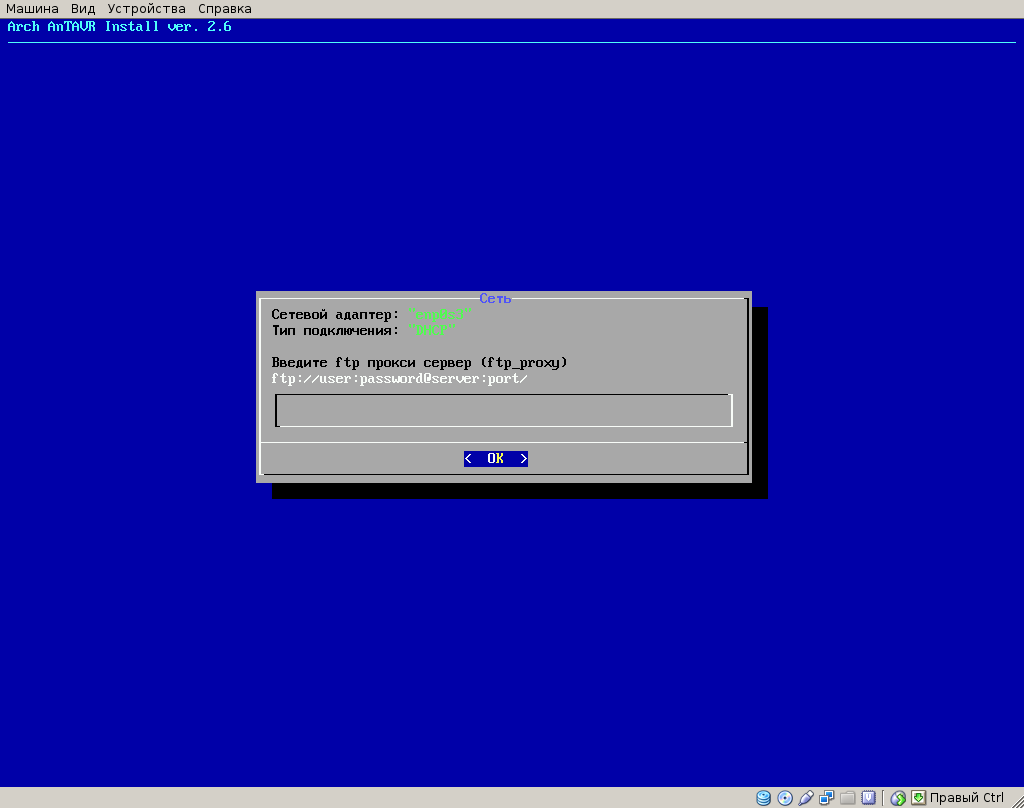 Машина Вид Устройства Справка
Arch AnTAVR Install ver. 2.6
Сеть
Сетевой адаптер: "enp0s3"
Тип подключения: "DHCP"
Введите ftp прокси сервер (ftp_proxy)
ftp://user:password@server:port/
< OK >
Правый Ctrl